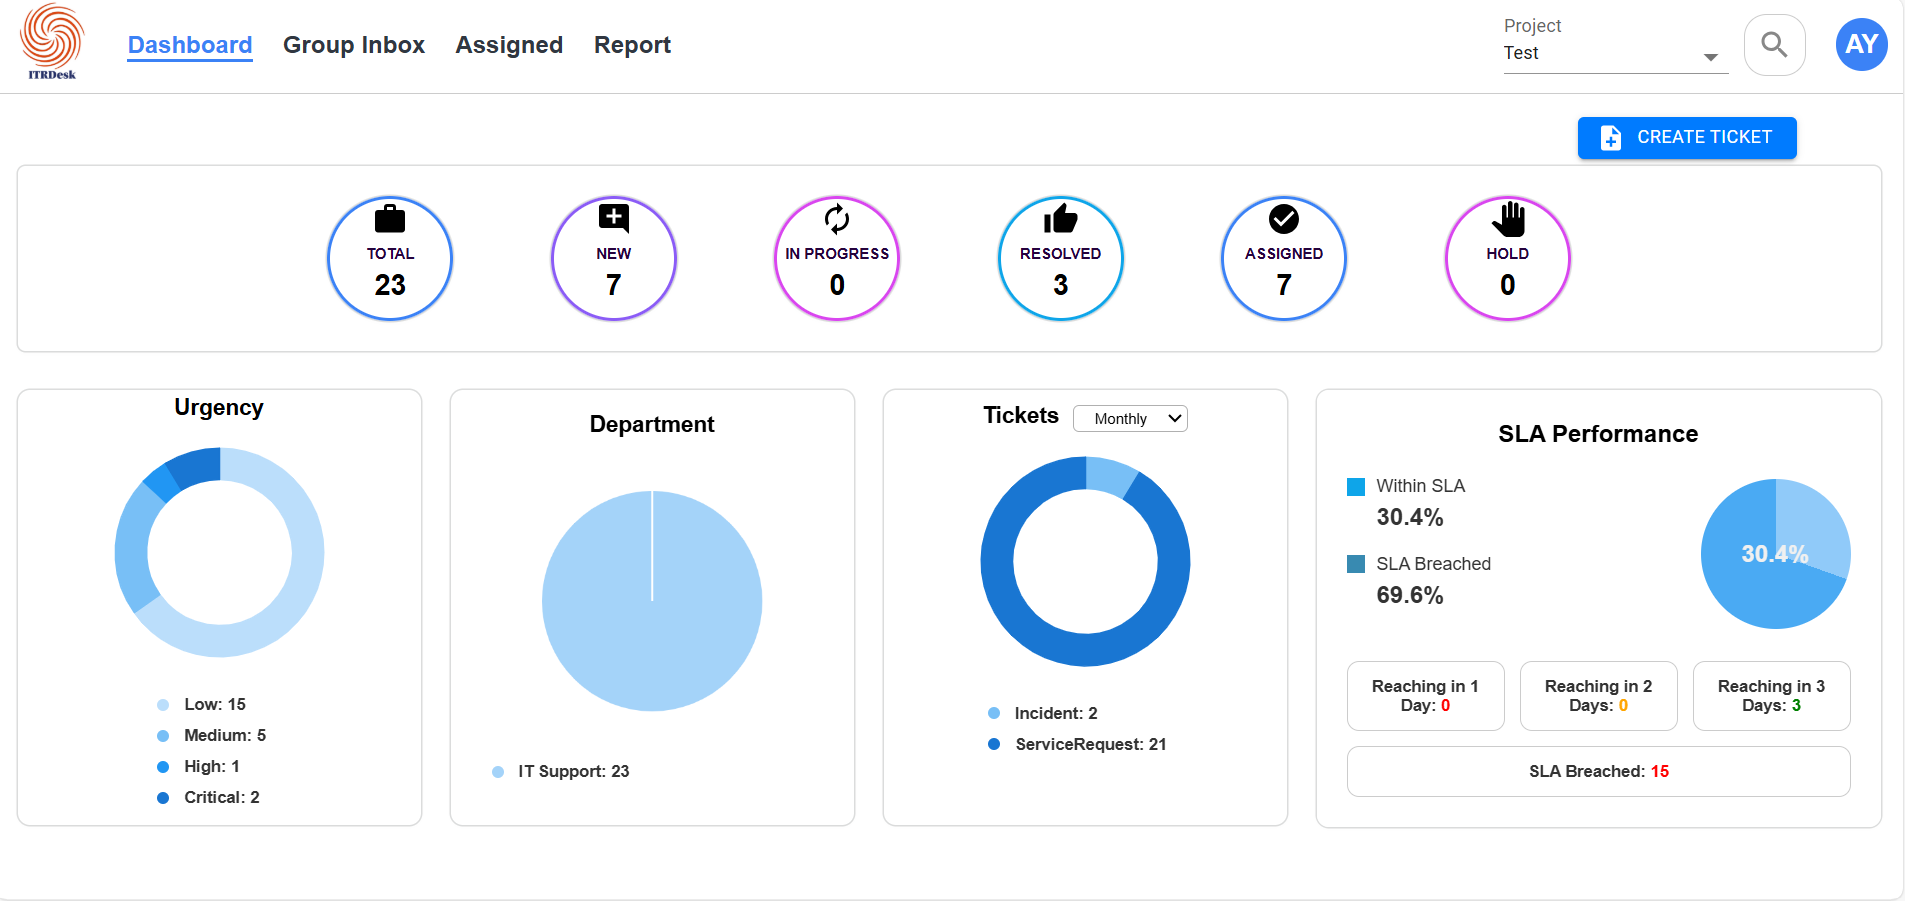 ITRDesk
Dashboard
Group Inbox
Assigned
Report
Project
Test
AY
CREATE TICKET
TOTAL
23
NEW
7
IN PROGRESS
0
RESOLVED
3
ASSIGNED
7
HOLD
0
Urgency
Low: 15
Medium: 5
High: 1
Critical: 2
Department
IT Support: 23
Tickets
Monthly
Incident: 2
ServiceRequest: 21
SLA Performance
Within SLA
30.4%
SLA Breached
69.6%
30.4%
Reaching in 1
Day: 0
Reaching in 2
Days: 0
Reaching in 3
Days: 3
SLA Breached: 15